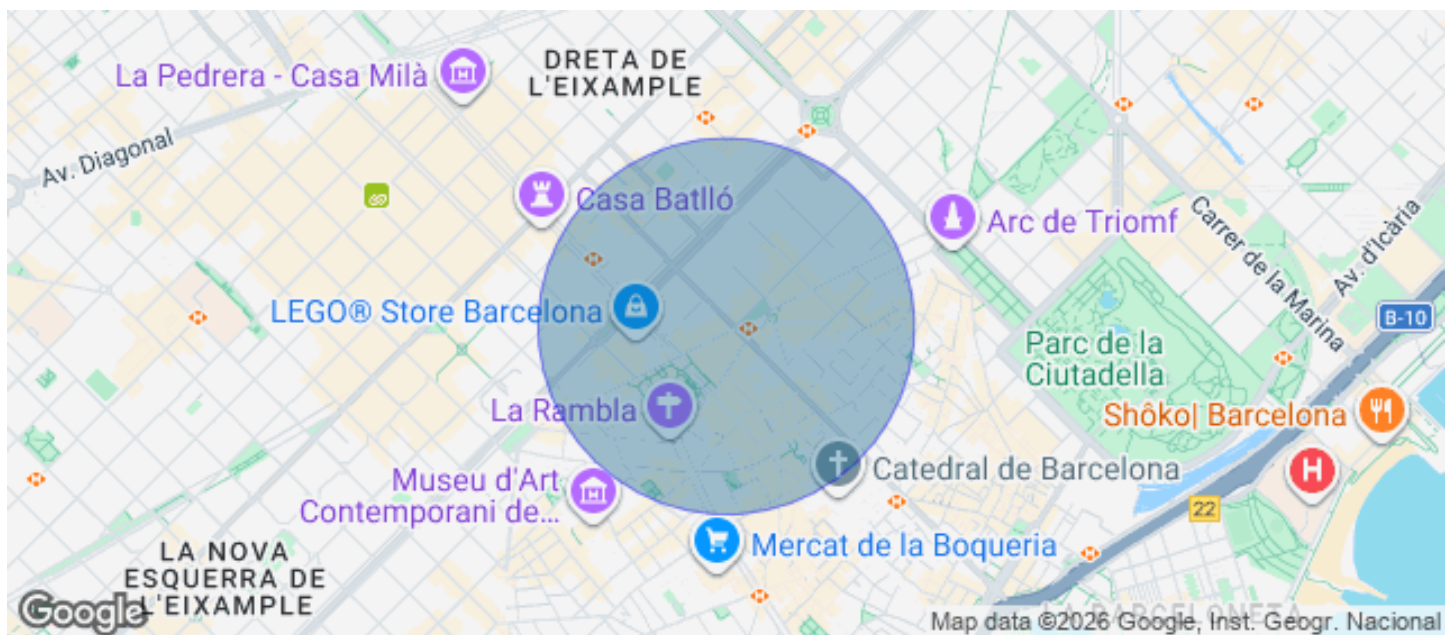 DRETA DE
L'EIXAMPLE
La Pedrera - Casa Milà
Av. Diagonal
Casa Batlló
Arc de Triomf
Carrer de la Marina
Av. d'Icària
LEGO® Store Barcelona
B-10
Parc de la
Ciutadella
La Rambla
Shôko| Barcelona
H
Catedral de Barcelona
Museu d'Art
Contemporani de...
22
Mercat de la Boqueria
LA NOVA
ESQUERRA DE
L'EIXAMPLE
Google
LA BARCELONETA
Map data ©2026 Google, Inst. Geogr. Nacional